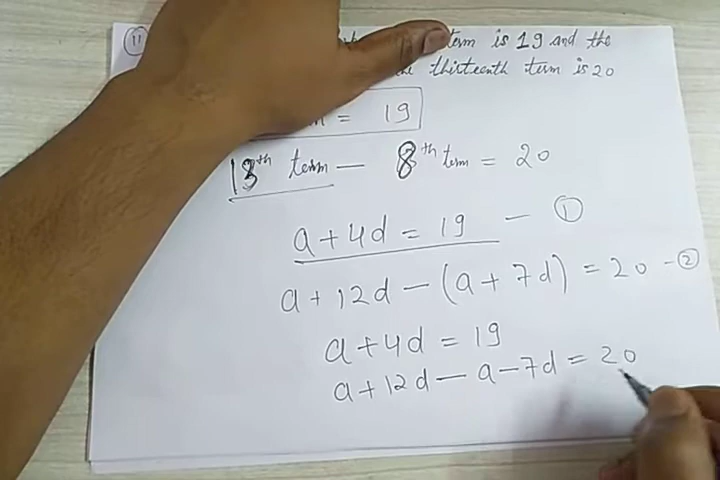 (11) term is 19 and the
thirteenth term is 20
= 19
13th term — 8th term = 20
a + 4d = 19 — ①
a + 12d — (a + 7d) = 20 — ②
a + 4d = 19
a + 12d — a — 7d = 20